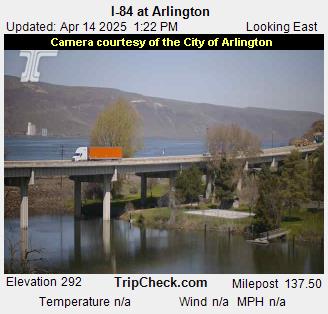 I-84 at Arlington
Updated: Apr 14 2025 1:22 PM Looking East
Camera courtesy of the City of Arlington
Elevation 292 TripCheck.com Milepost 137.50
Temperature n/a Wind n/a MPH n/a